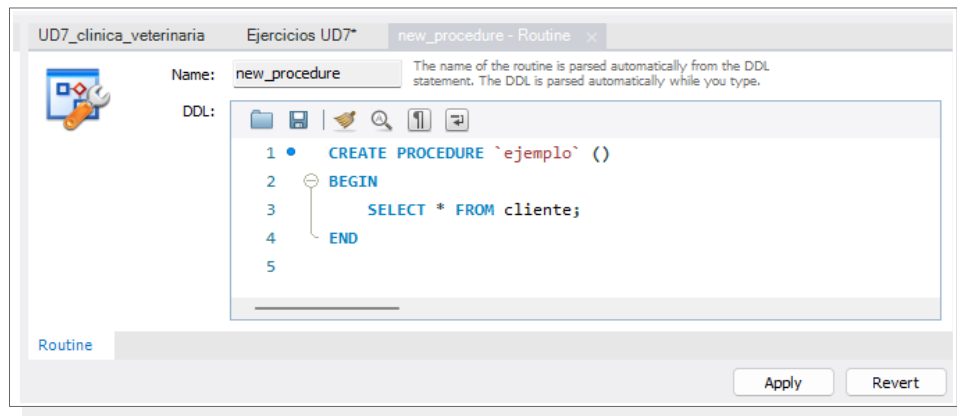 UD7_clinica_veterinaria Ejercicios UD7* new_procedure - Routine ×
Name: new_procedure The name of the routine is parsed automatically from the DDL
statement. The DDL is parsed automatically while you type.
DDL:
1 CREATE PROCEDURE `ejemplo` ()
2 BEGIN
3 SELECT * FROM cliente;
4 END
5
Routine
Apply Revert